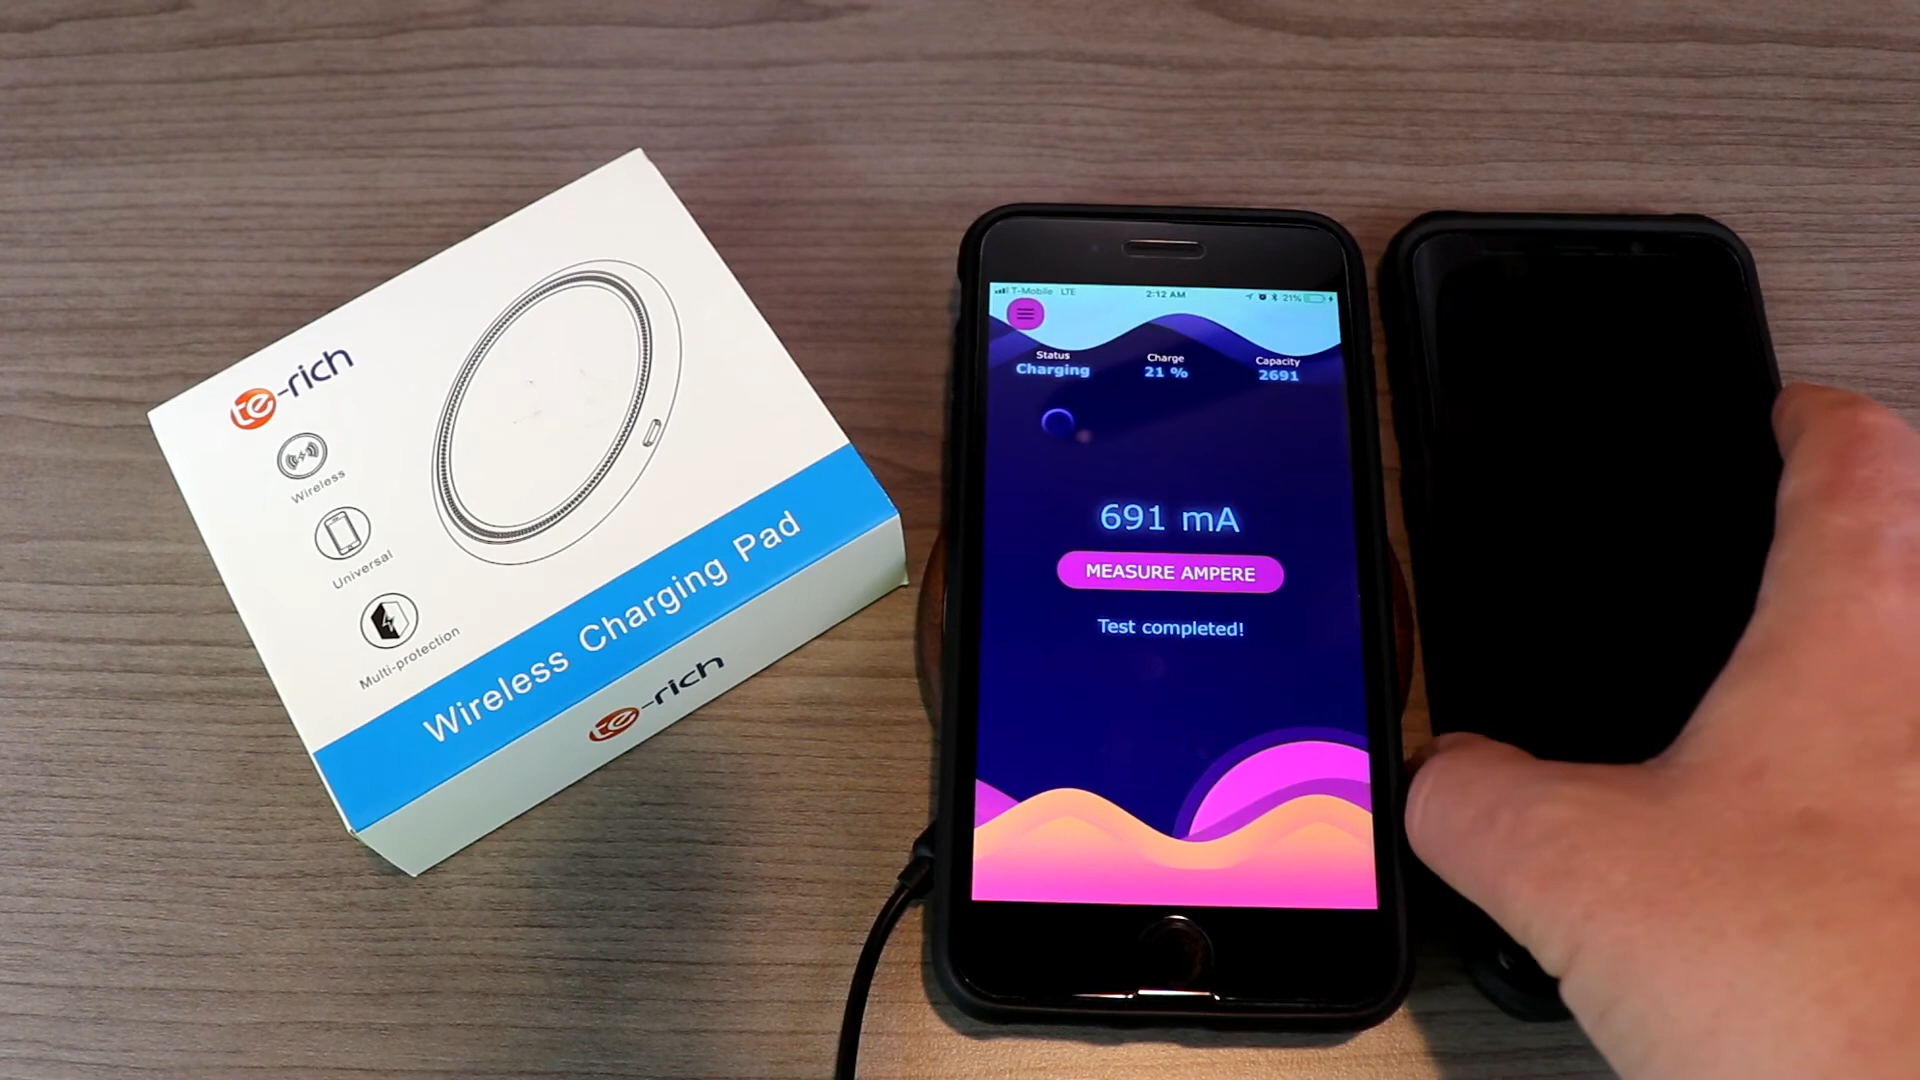 te-rich
Wireless
Universal
Multi-protection
Wireless Charging Pad
te-rich
T-Mobile LTE
2:12 AM
21%
Status
Charging
Charge
21 %
Capacity
2691
691 mA
MEASURE AMPERE
Test completed!